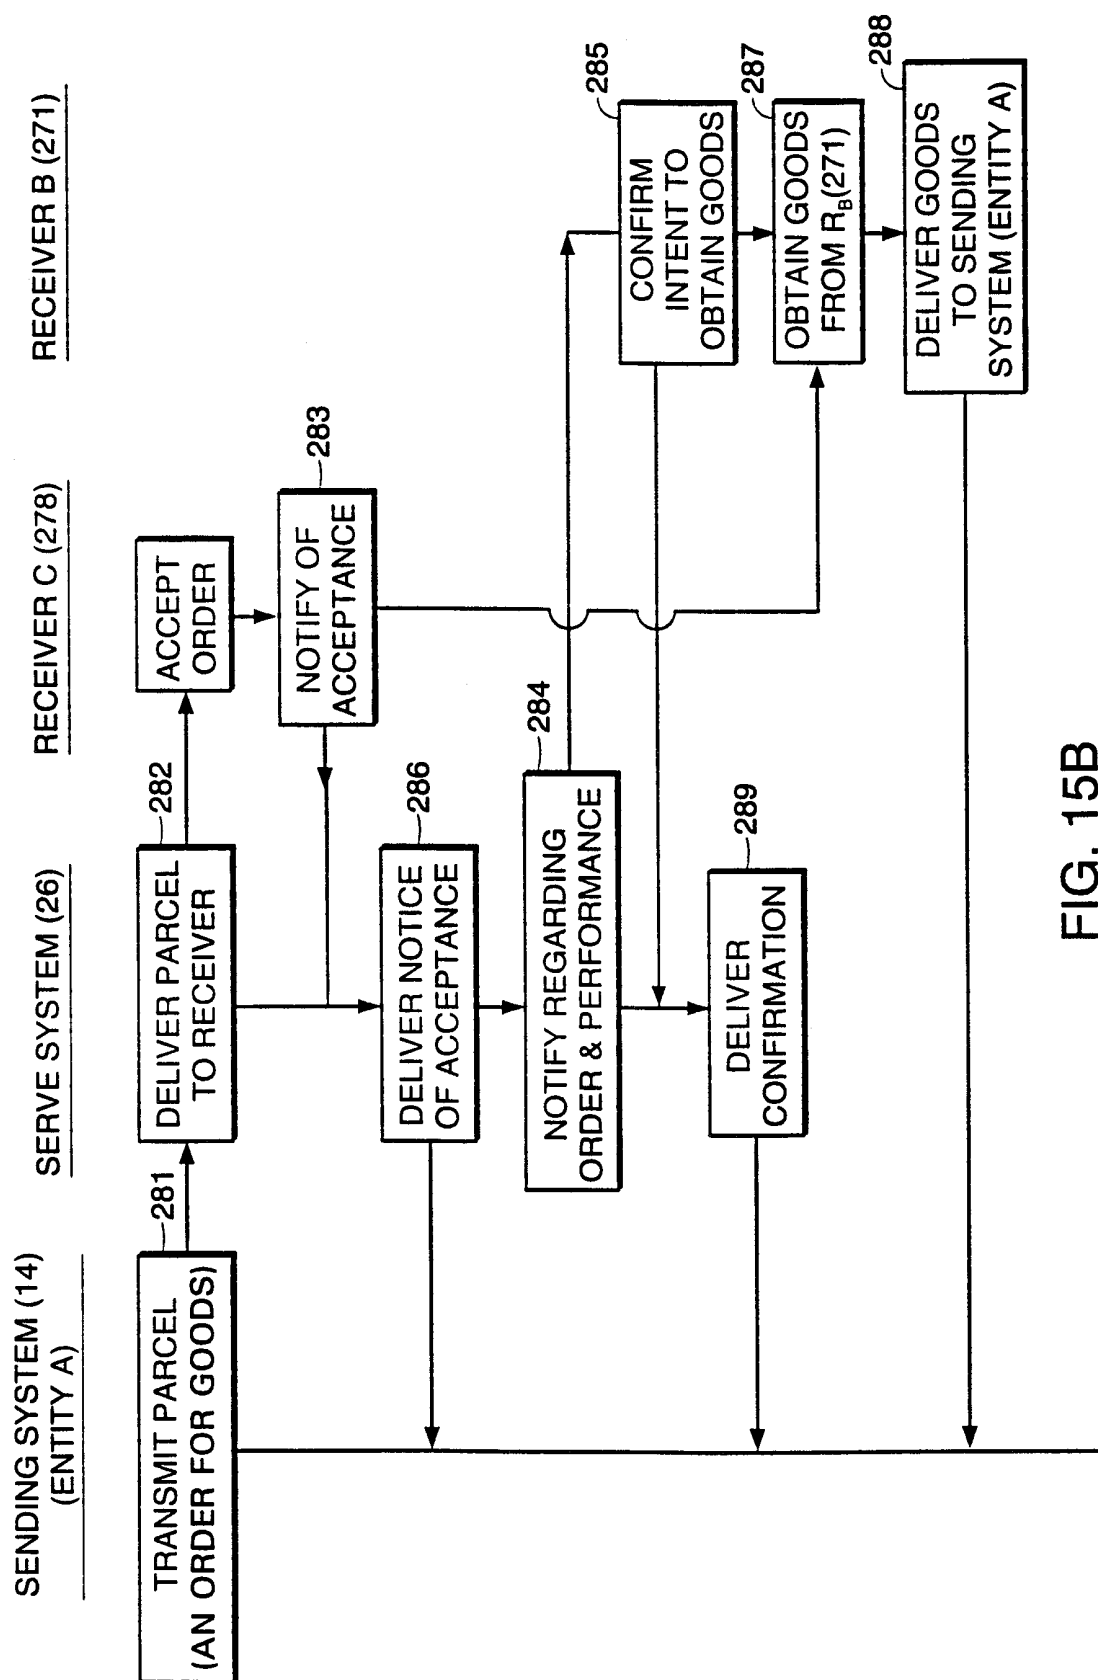 SENDING SYSTEM (14)
(ENTITY A)
SERVE SYSTEM (26)
RECEIVER C (278)
RECEIVER B (271)
281
TRANSMIT PARCEL
(AN ORDER FOR GOODS)
282
DELIVER PARCEL
TO RECEIVER
ACCEPT
ORDER
283
NOTIFY OF
ACCEPTANCE
286
DELIVER NOTICE
OF ACCEPTANCE
284
NOTIFY REGARDING
ORDER & PERFORMANCE
285
CONFIRM
INTENT TO
OBTAIN GOODS
289
DELIVER
CONFIRMATION
287
OBTAIN GOODS
FROM RB(271)
288
DELIVER GOODS
TO SENDING
SYSTEM (ENTITY A)
FIG. 15B